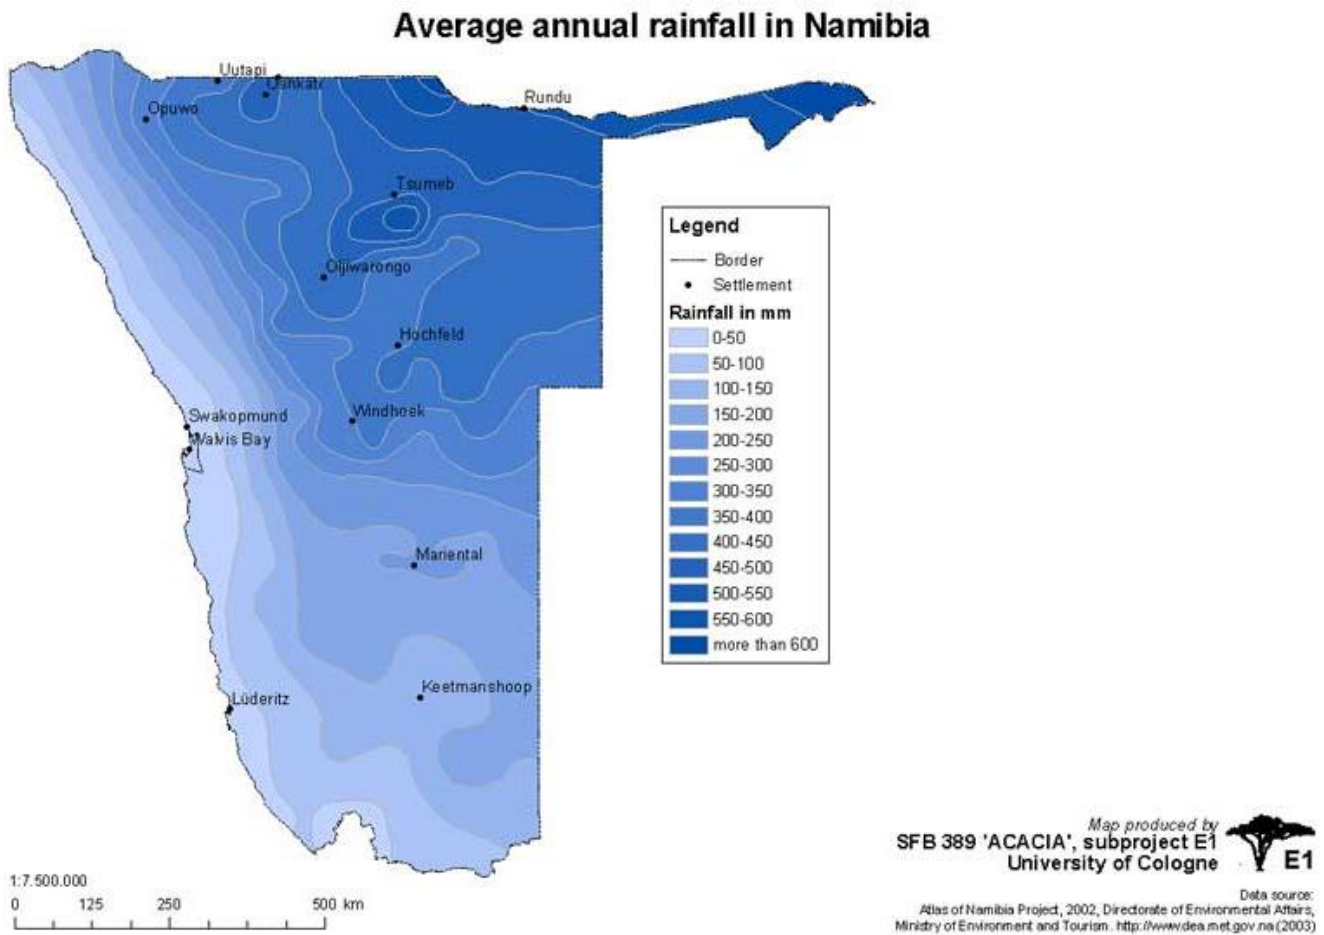 Average annual rainfall in Namibia
Uutapi
Oshkati
Rundu
Opuwo
Tsumeb
Otjiwarongo
Hochfeld
Windhoek
Swakopmund
Walvis Bay
Mariental
Keetmanshoop
Lüderitz
Legend
Border
Settlement
Rainfall in mm
0-50
50-100
100-150
150-200
200-250
250-300
300-350
350-400
400-450
450-500
500-550
550-600
more than 600
Map produced by
SFB 389 'ACACIA', subproject E1
University of Cologne
E1
Data source:
Atlas of Namibia Project, 2002, Directorate of Environmental Affairs,
Ministry of Environment and Tourism. http://www.dea.met.gov.na (2003)
1:7.500.000
0 125 250 500 km